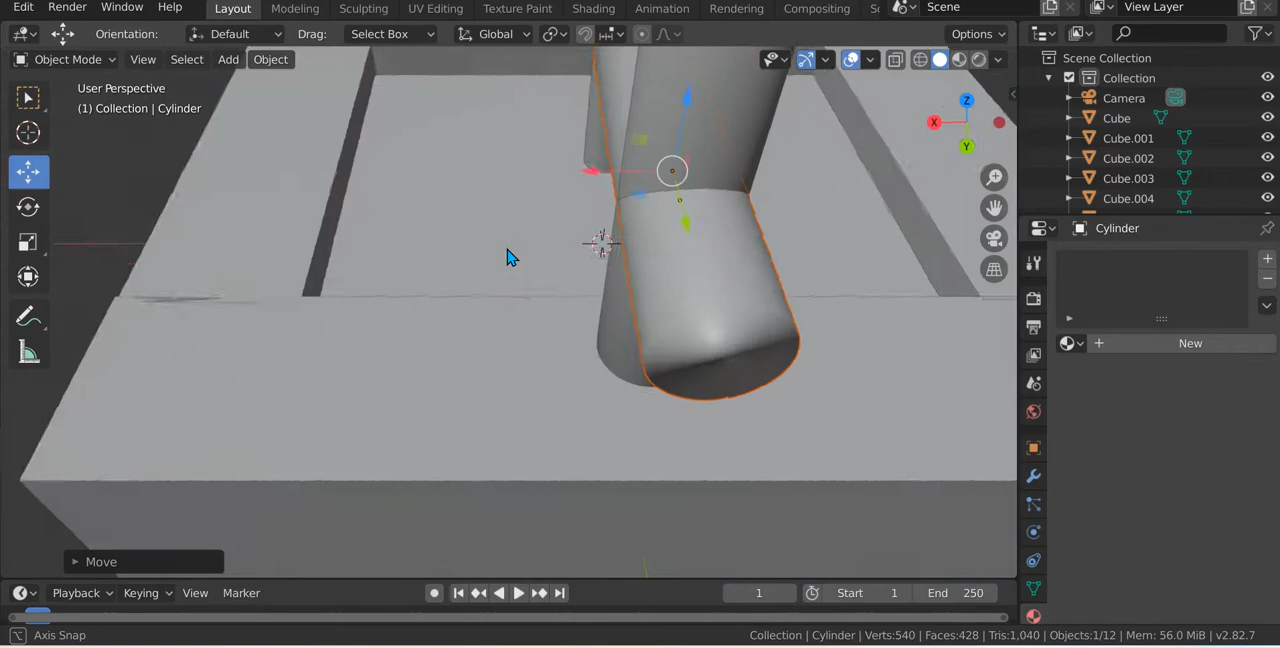 Edit Render Window Help Layout Modeling Sculpting UV Editing Texture Paint Shading Animation Rendering Compositing Sc Scene View Layer
Orientation: Default Drag: Select Box Global Options
Object Mode View Select Add Object
User Perspective
(1) Collection | Cylinder
Z
X
Y
Scene Collection
Collection
Camera
Cube
Cube.001
Cube.002
Cube.003
Cube.004
Cylinder
New
Move
Playback Keying View Marker 1 Start 1 End 250
Axis Snap Collection | Cylinder | Verts:540 | Faces:428 | Tris:1,040 | Objects:1/12 | Mem: 56.0 MiB | v2.82.7